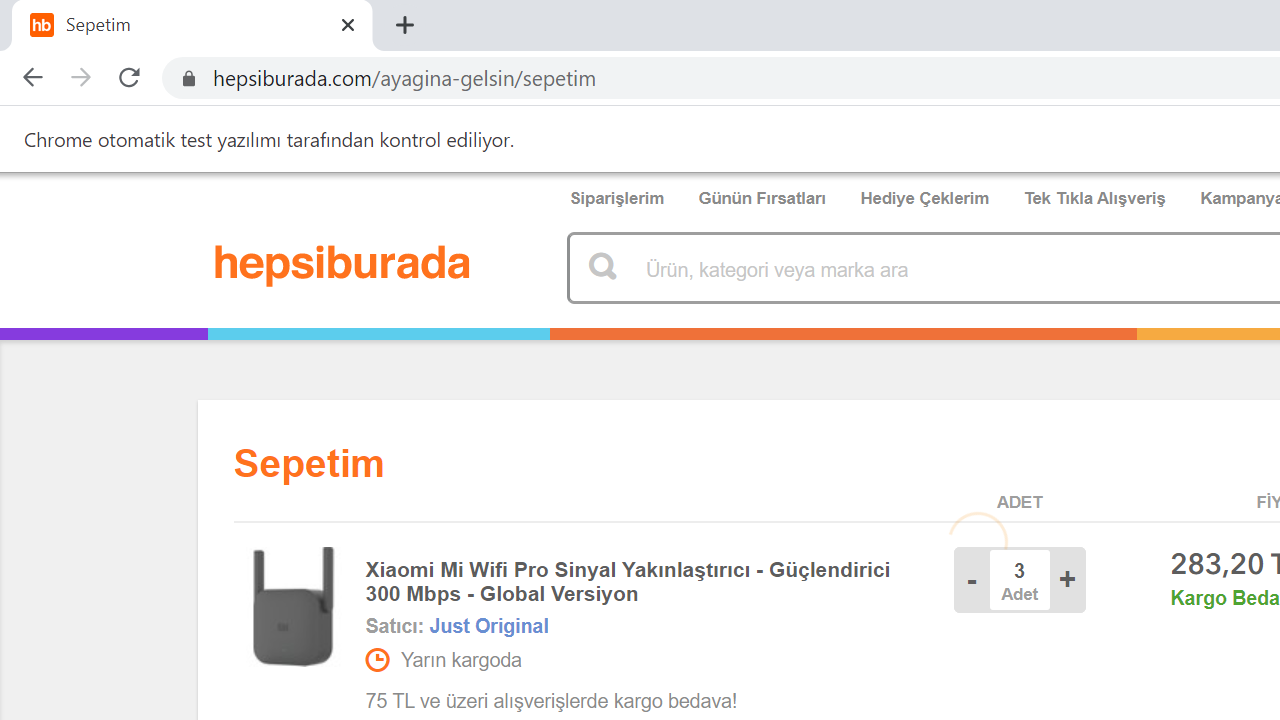 hb Sepetim
hepsiburada.com/ayagina-gelsin/sepetim
Chrome otomatik test yazılımı tarafından kontrol ediliyor.
Siparişlerim Günün Fırsatları Hediye Çeklerim Tek Tıkla Alışveriş Kampanya
hepsiburada
Ürün, kategori veya marka ara
Sepetim
ADET FİY
Xiaomi Mi Wifi Pro Sinyal Yakınlaştırıcı - Güçlendirici
300 Mbps - Global Versiyon
- 3 +
Adet
283,20 T
Kargo Beda
Satıcı: Just Original
Yarın kargoda
75 TL ve üzeri alışverişlerde kargo bedava!